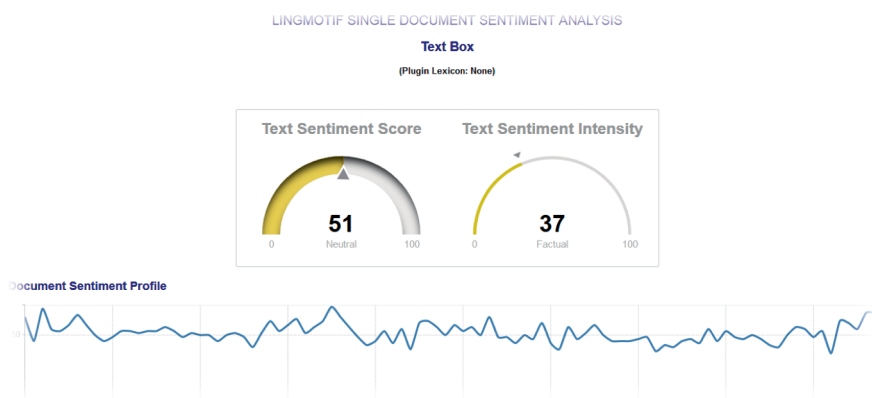 LINGMOTIF SINGLE DOCUMENT SENTIMENT ANALYSIS
Text Box
(Plugin Lexicon: None)
Text Sentiment Score
Text Sentiment Intensity
51
37
0 Neutral 100
0 Factual 100
Document Sentiment Profile